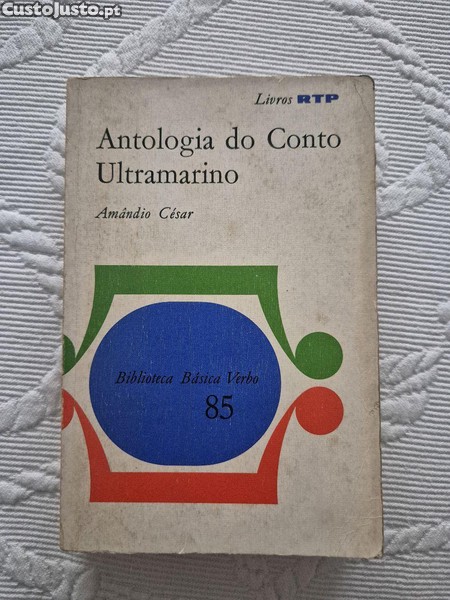 CustoJusto.pt
Livros RTP
Antologia do Conto
Ultramarino
Amândio César
Biblioteca Básica Verbo
85